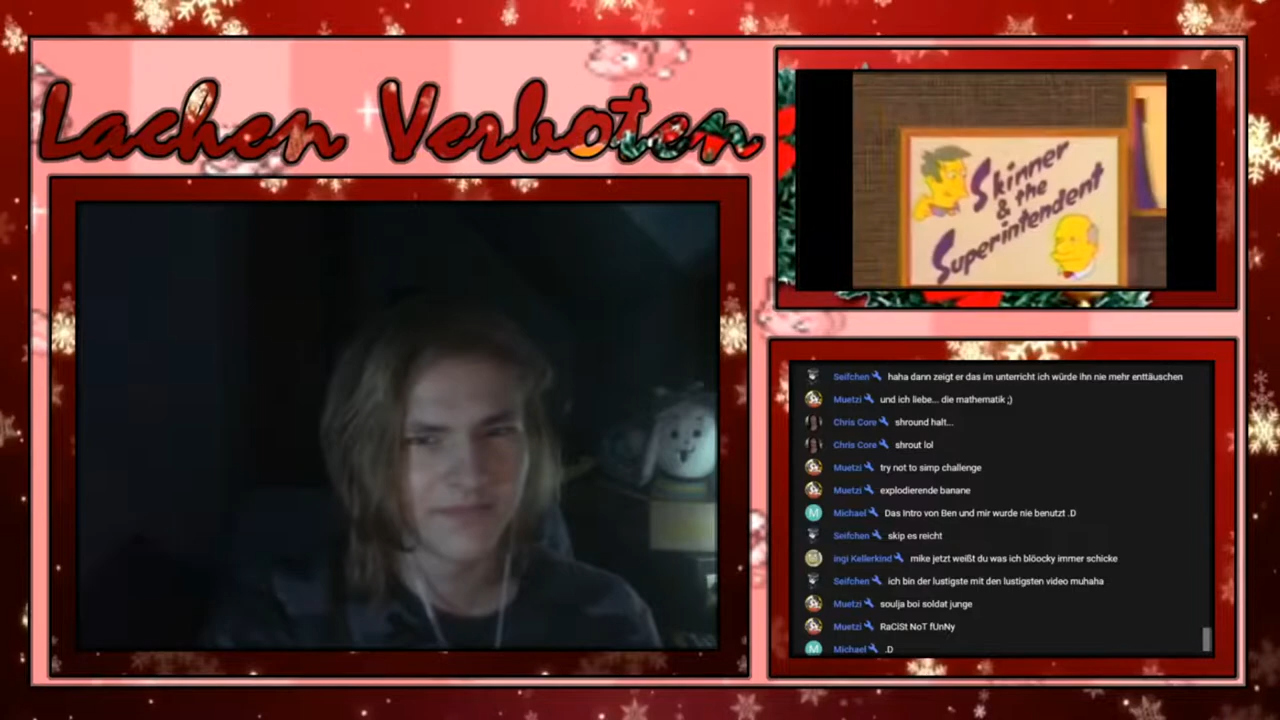 Lachen Verboten
Skinner
& the
Superintendent
Seifchen haha dann zeigt er das im unterricht ich würde ihn nie mehr enttäuschen
Muetzi und ich liebe... die mathematik ;)
Chris Core shround halt...
Chris Core shrout lol
Muetzi try not to simp challenge
Muetzi explodierende banane
M Michael Das Intro von Ben und mir wurde nie benutzt .D
Seifchen skip es reicht
ingi Kellerkind mike jetzt weißt du was ich blöocky immer schicke
Seifchen ich bin der lustigste mit den lustigsten video muhaha
Muetzi soulja boi soldat junge
Muetzi RaCiSt NoT fUnNy
M Michael .D